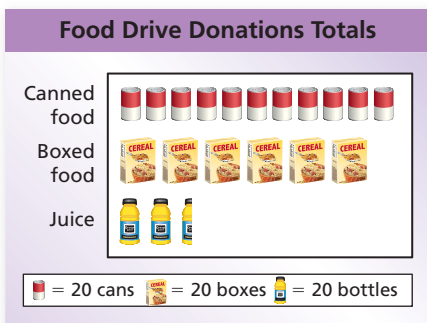 Food Drive Donations Totals
Canned
food
CEREAL CEREAL CEREAL CEREAL CEREAL CEREAL
Boxed
food
Juice
= 20 cans CEREAL = 20 boxes = 20 bottles